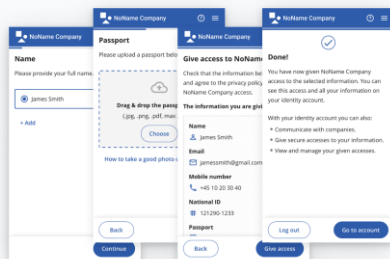 NoName Company
Name
Please provide your full name.
James Smith
+ Add
Continue
NoName Company
Passport
Please upload a passport below
Drag & drop the passp
(.jpg, .png, .pdf, max.
Choose
How to take a good photo
Back
NoName Company
Give access to NoName
Check that the information be
and agree to the privacy policy
NoName Company access.
The information you are givi
Name
James Smith
Email
jamessmith@gmail.com
Mobile number
+45 10 20 30 40
National ID
121290-1233
Passport
Back
Give access
NoName Company
Done!
You have now given NoName Company
access to the selected information. You can
see this access and all your information on
your identity account.
With your identity account you can also:
* Communicate with companies.
* Give secure accesses to your information.
* View and manage your given accesses.
Log out
Go to account